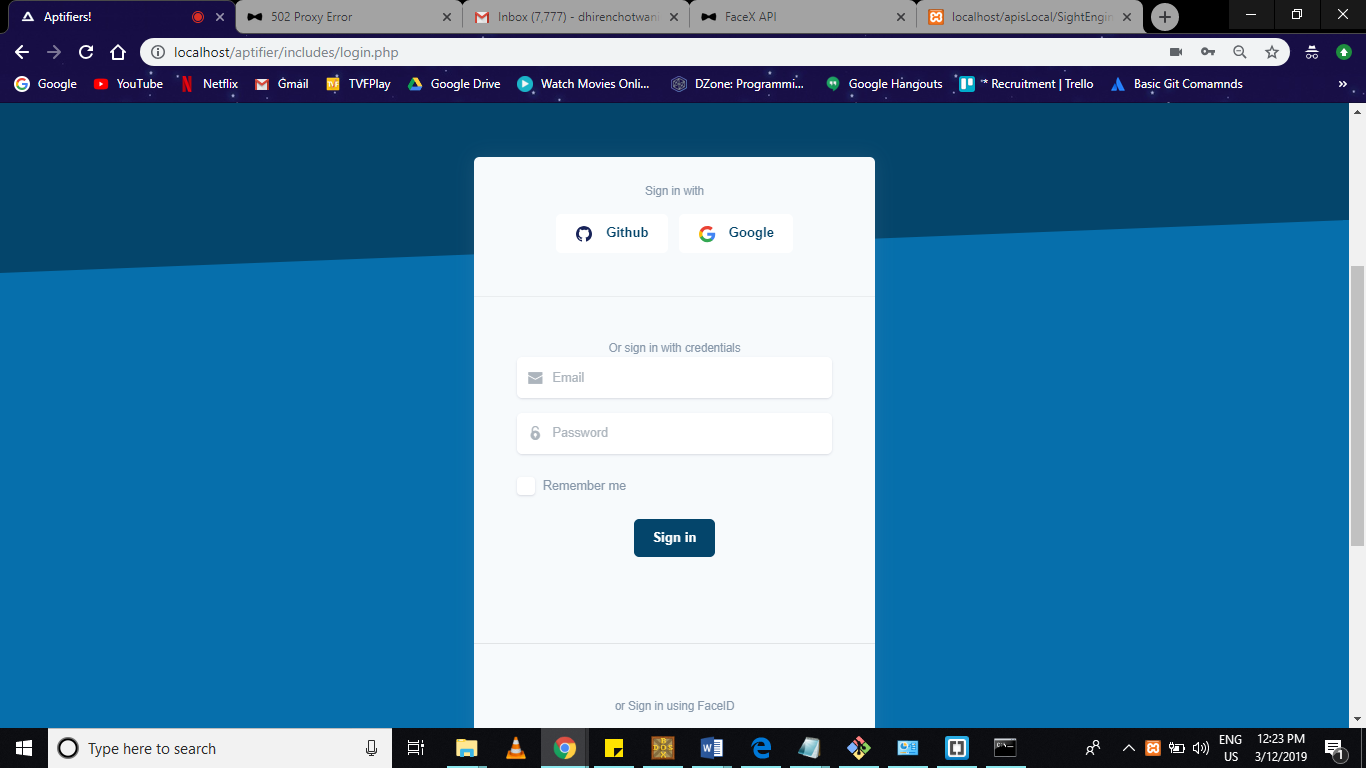 Aptifiers!
502 Proxy Error
Inbox (7,777) - dhirenchotwani
FaceX API
localhost/apisLocal/SightEngin
localhost/aptifier/includes/login.php
Google YouTube Netflix Gmail TVFPlay Google Drive Watch Movies Onli... DZone: Programmi... Google Hangouts * Recruitment | Trello Basic Git Comamnds »
Sign in with
Github Google
Or sign in with credentials
Email
Password
Remember me
Sign in
or Sign in using FaceID
Type here to search
ENG
US
12:23 PM
3/12/2019
1